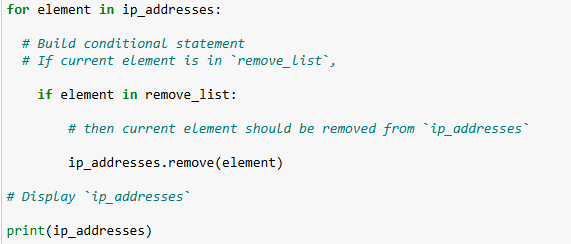 for element in ip_addresses:
# Build conditional statement
# If current element is in `remove_list`,
if element in remove_list:
# then current element should be removed from `ip_addresses`
ip_addresses.remove(element)
# Display `ip_addresses`
print(ip_addresses)